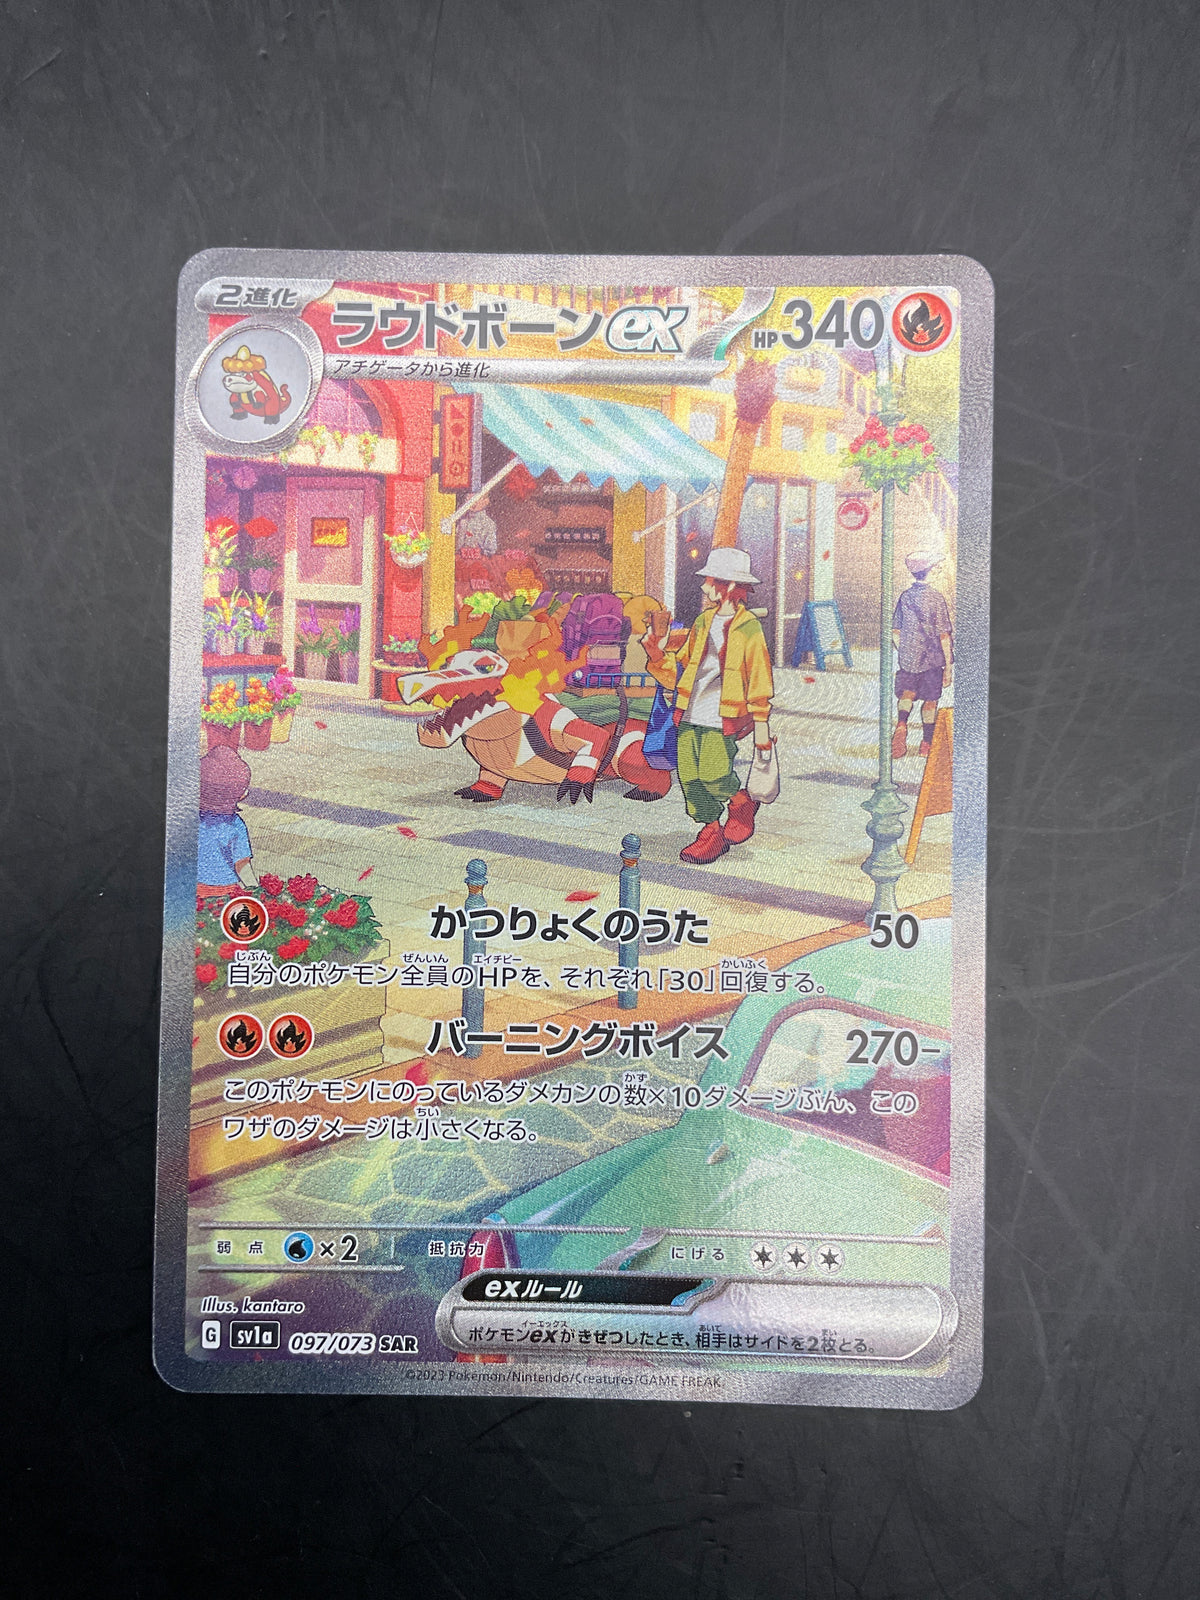 2進化
ラウドボーンex
HP340
アチゲータから進化
かつりょくのうた 50
自分のポケモン全員のHPを、それぞれ「30」回復する。
バーニングボイス 270-
このポケモンにのっているダメカンの数×10ダメージぶん、この
ワザのダメージは小さくなる。
弱点 ×2 抵抗力 にげる
exルール
ポケモンexがきぜつしたとき、相手はサイドを2枚とる。
Illus. kantaro
G sv1a 097/073 SAR
©2023 Pokémon/Nintendo/Creatures/GAME FREAK.